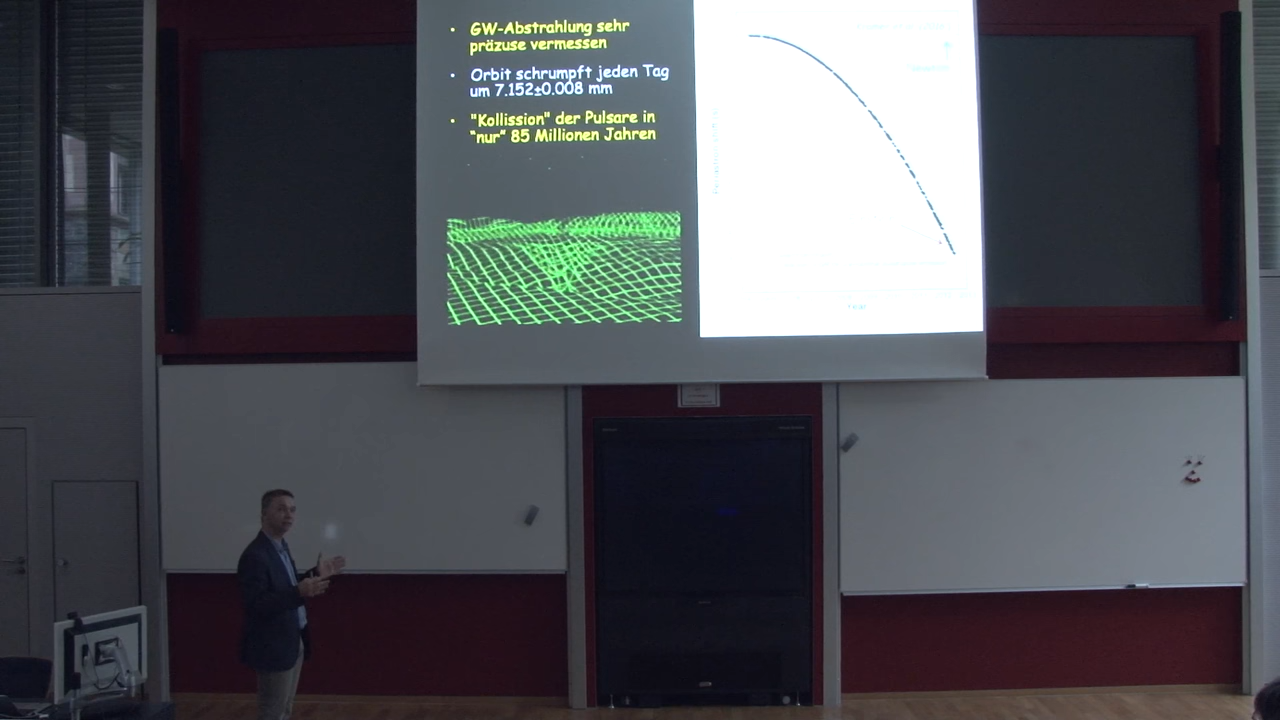 GW-Abstrahlung sehr
präzuse vermessen
Orbit schrumpft jeden Tag
um 7.152±0.008 mm
"Kollission" der Pulsare in
"nur" 85 Millionen Jahren